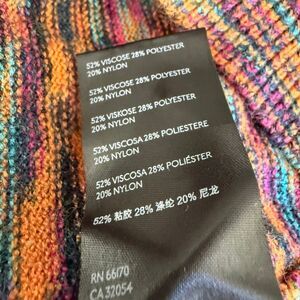 52% VISCOSE 28% POLYESTER
20% NYLON
52% VISCOSE 28% POLYESTER
20% NYLON
52% VISKOSE 28% POLYESTER
20% NYLON
52% VISCOSA 28% POLIESTERE
20% NYLON
52% VISCOSA 28% POLIÉSTER
20% NYLON
52% 粘胶 28% 涤纶 20% 尼龙
RN 66170
CA 32054